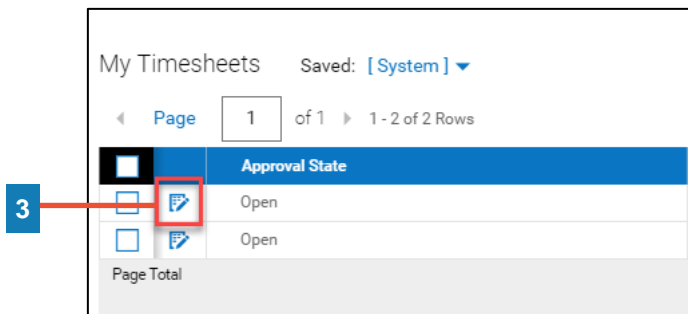 My Timesheets Saved: [ System ]
Page 1 of 1 1 - 2 of 2 Rows
Approval State
3 Open
Open
Page Total